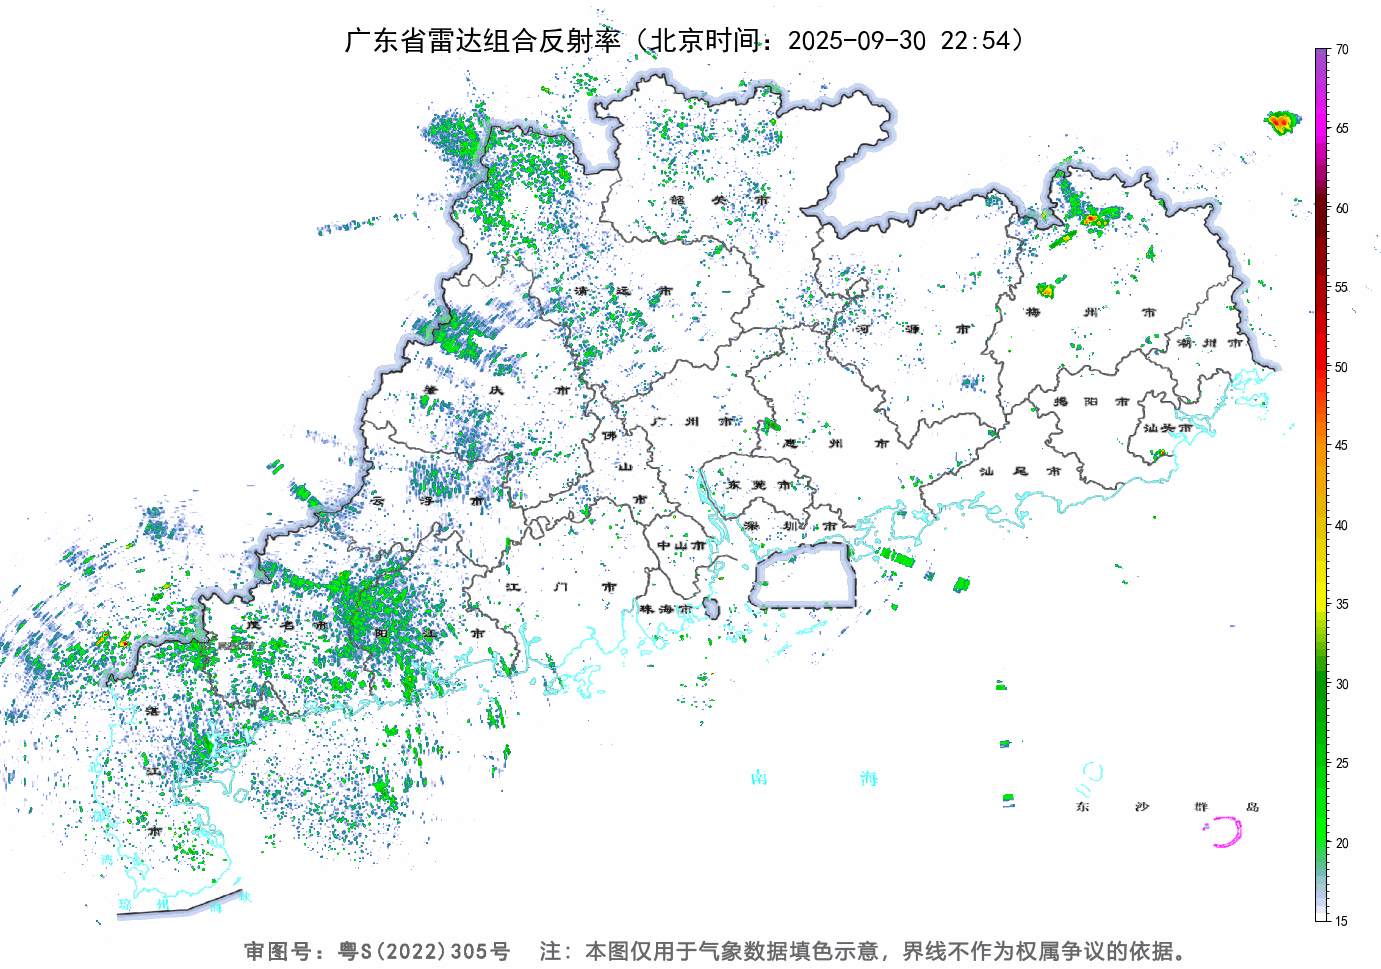 广东省雷达组合反射率（北京时间：2025-09-30 22:54）
70
65
60
55
50
45
40
35
30
25
20
15
韶关市
清远市
河源市
梅州市
潮州市
肇庆市
广州市
佛山市
惠州市
揭阳市
汕头市
汕尾市
云浮市
东莞市
深圳市
中山市
江门市
珠海市
茂名市
阳江市
湛江市
南海
东沙群岛
琼州海峡
审图号：粤S(2022)305号 注：本图仅用于气象数据填色示意，界线不作为权属争议的依据。